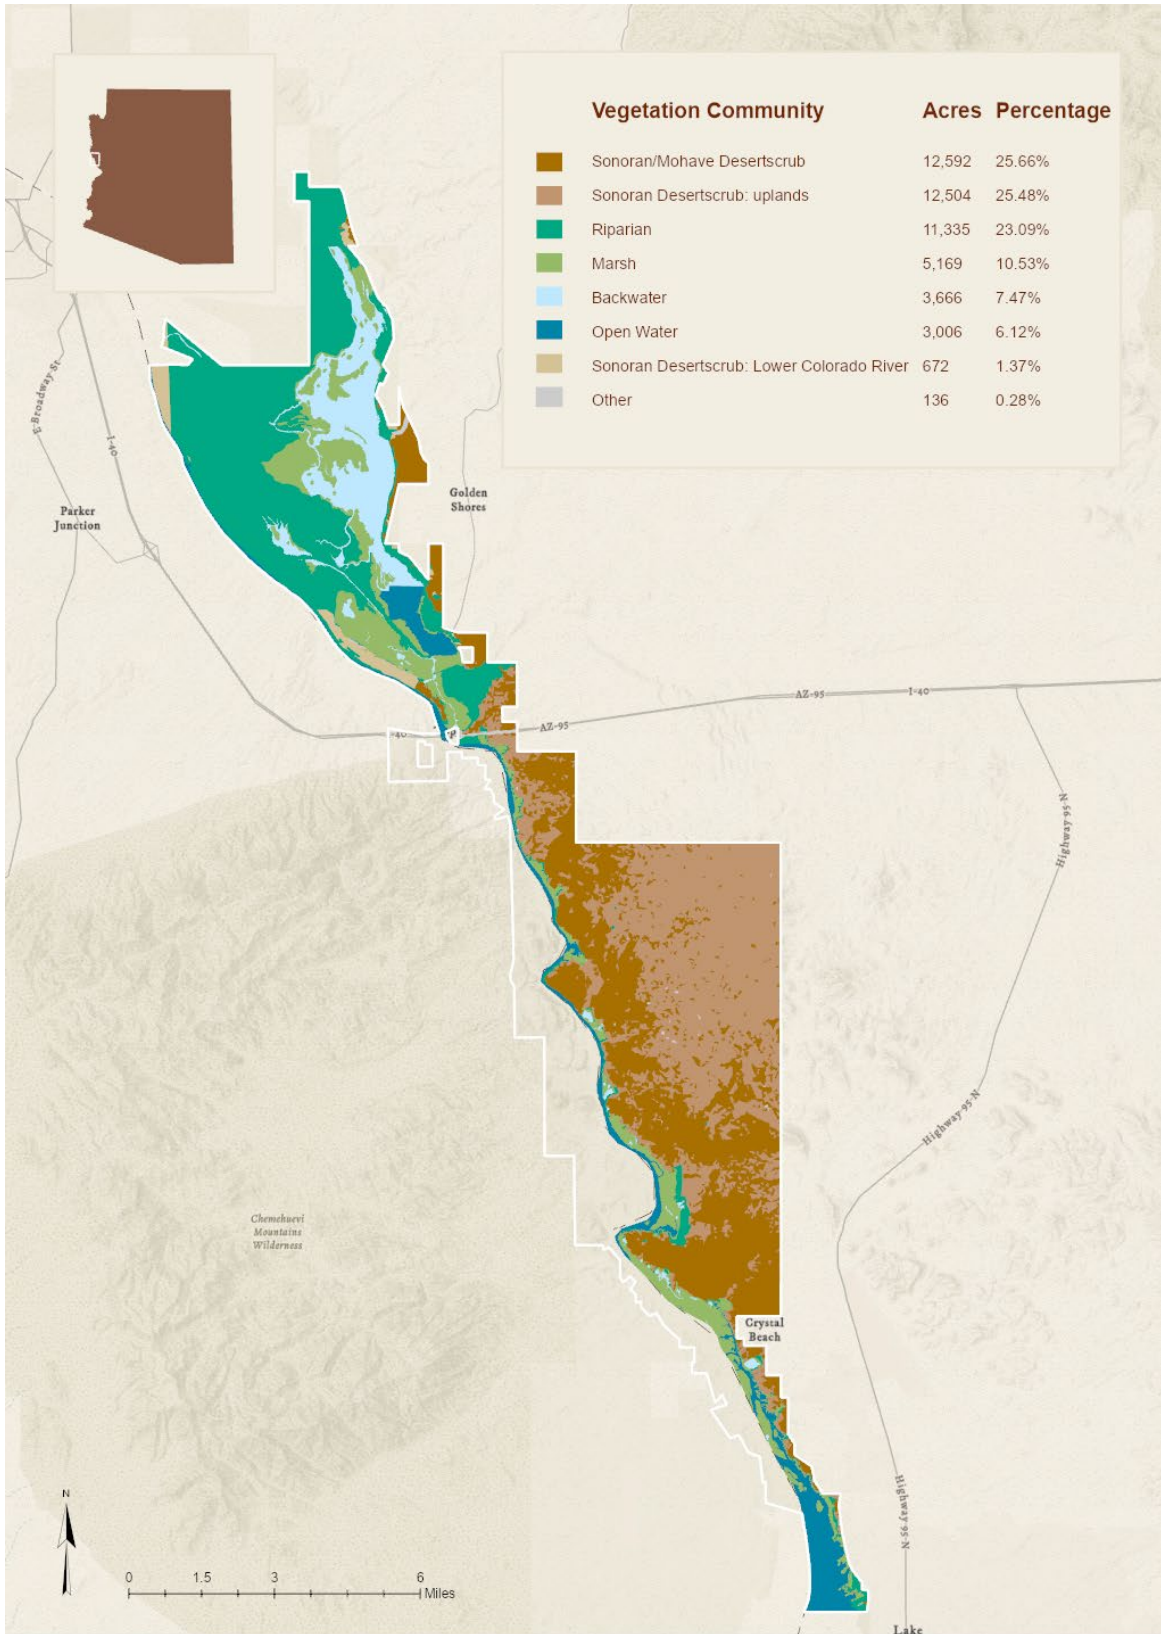 Vegetation Community Acres Percentage
Sonoran/Mohave Desertscrub 12,592 25.66%
Sonoran Desertscrub: uplands 12,504 25.48%
Riparian 11,335 23.09%
Marsh 5,169 10.53%
Backwater 3,666 7.47%
Open Water 3,006 6.12%
Sonoran Desertscrub: Lower Colorado River 672 1.37%
Other 136 0.28%
E Broadway St
I-40
Parker
Junction
Golden
Shores
AZ-95
I-40
AZ-95
-40
Highway 95-N
Highway-95-N
Chemehuevi
Mountains
Wilderness
Crystal
Beach
Highway 95-N
N
0 1.5 3 6
Miles
Lake